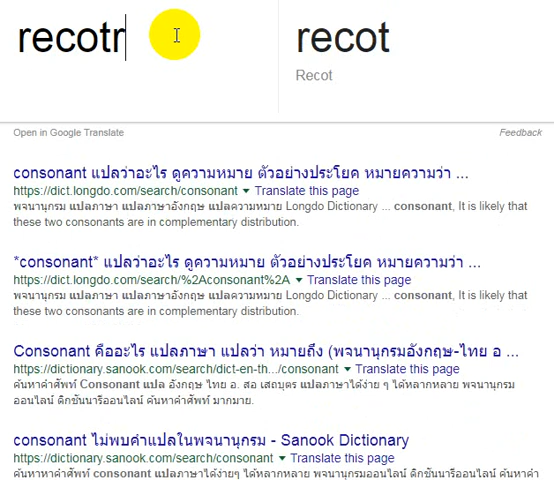 recotr
recot
Recot
Open in Google Translate
Feedback
consonant แปลว่าอะไร ดูความหมาย ตัวอย่างประโยค หมายความว่า ...
https://dict.longdo.com/search/consonant Translate this page
พจนานุกรม แปลภาษา แปลภาษาอังกฤษ แปลความหมาย Longdo Dictionary ... consonant, It is likely that
these two consonants are in complementary distribution.
*consonant* แปลว่าอะไร ดูความหมาย ตัวอย่างประโยค หมายความว่า ...
https://dict.longdo.com/search/%2Aconsonant%2A Translate this page
พจนานุกรม แปลภาษา แปลภาษาอังกฤษ แปลความหมาย Longdo Dictionary ... consonant, It is likely that
these two consonants are in complementary distribution.
Consonant คืออะไร แปลภาษา แปลว่า หมายถึง (พจนานุกรมอังกฤษ-ไทย อ ...
https://dictionary.sanook.com/search/dict-en-th.../consonant Translate this page
ค้นหาคำศัพท์ Consonant แปล อังกฤษ ไทย อ. สอ เสถบุตร แปลภาษาได้ง่าย ๆ ได้หลากหลาย พจนานุกรม
ออนไลน์ ดิกชันนารีออนไลน์ ค้นหาคำศัพท์ มากมาย.
consonant ไม่พบคำแปลในพจนานุกรม - Sanook Dictionary
https://dictionary.sanook.com/search/consonant Translate this page
ค้นหาคำศัพท์ consonant แปลภาษาได้ง่ายๆ ได้หลากหลาย พจนานุกรมออนไลน์ ดิกชันนารีออนไลน์ ค้นหาคำ